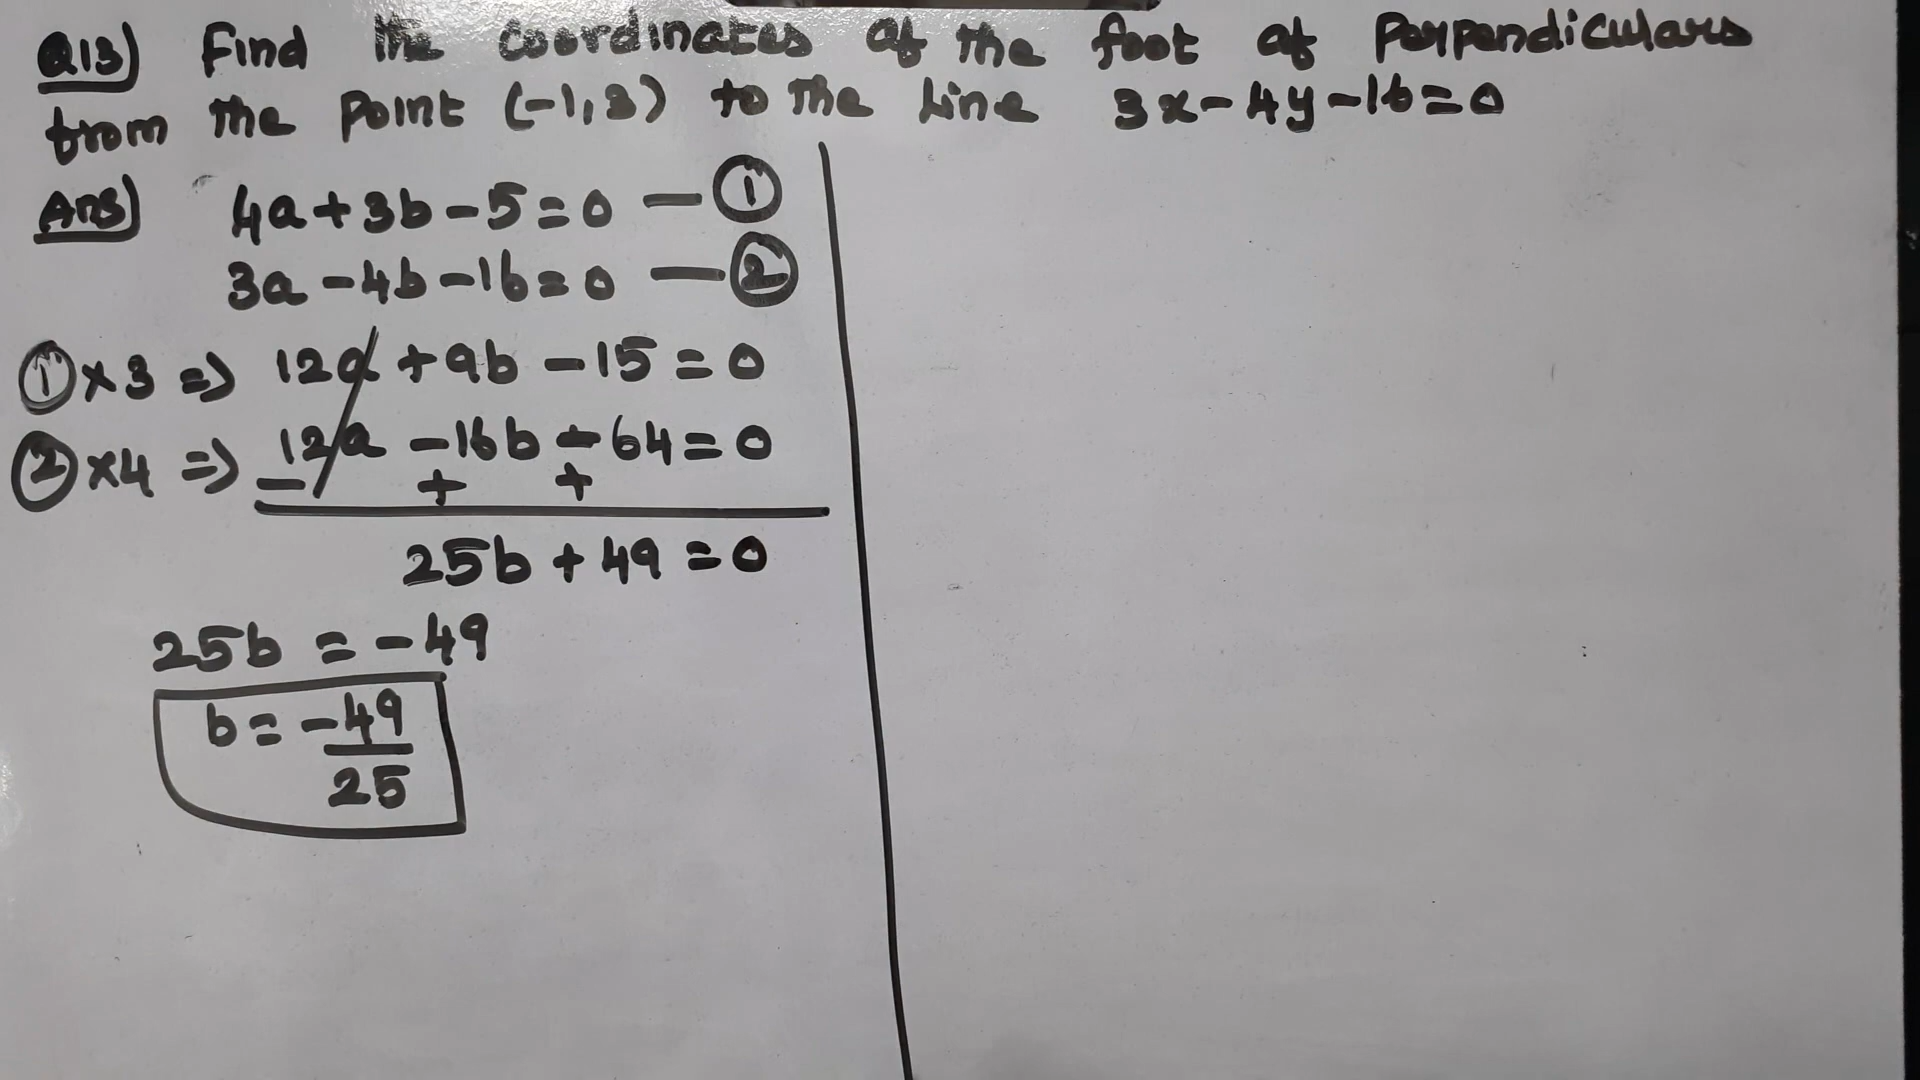 Q13) Find the coordinates of the foot of perpendiculars
from the point (-1,3) to the line 3x-4y-16=0
Ans) 4a+3b-5=0 — ①
3a-4b-16=0 — ②
①×3 => 12a+9b-15=0
②×4 => 12a-16b-64=0
- + +
25b+49=0
25b = -49
b = -49
25